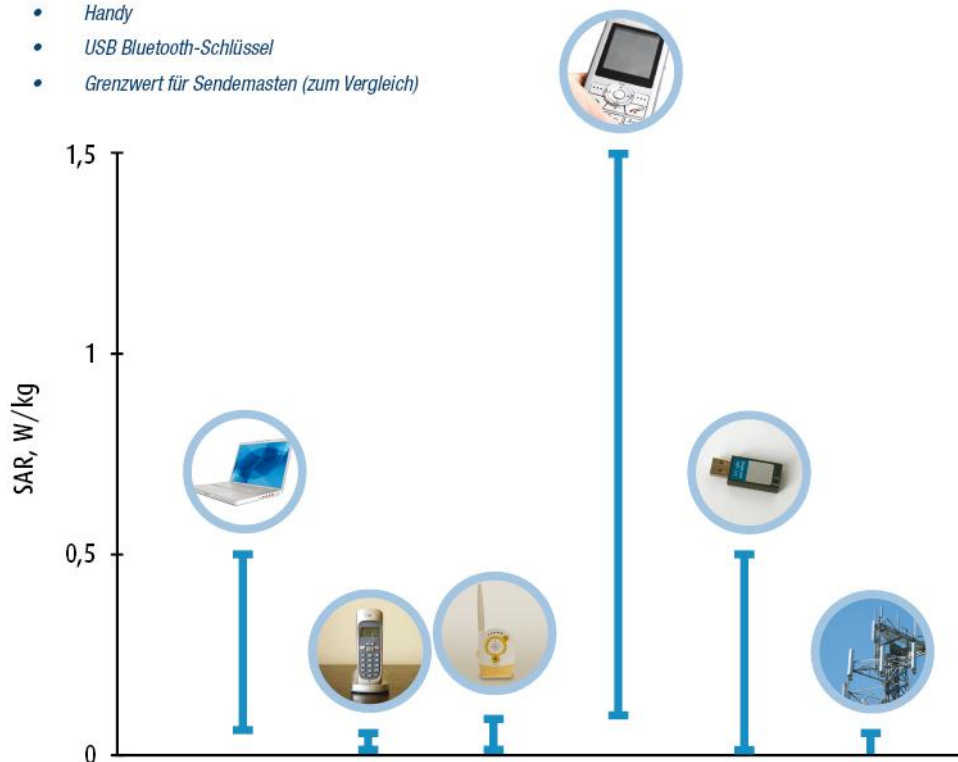 • Handy
• USB Bluetooth-Schlüssel
• Grenzwert für Sendemasten (zum Vergleich)
1,5
1
SAR, W/kg
0,5
0